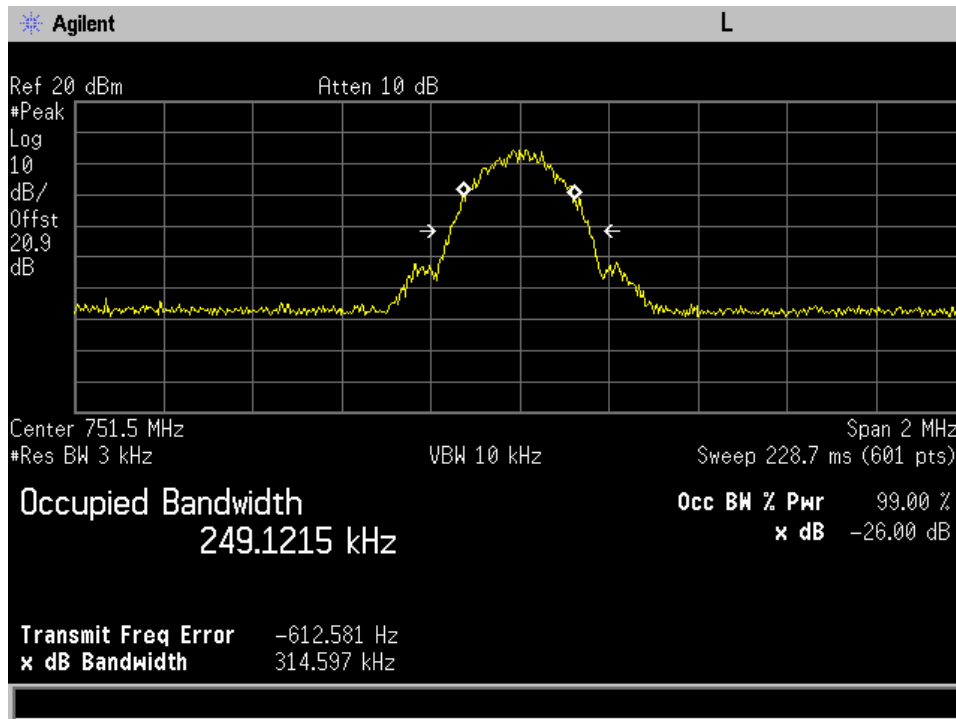 Agilent L
Ref 20 dBm Atten 10 dB
#Peak
Log
10
dB/
Offst
20.9
dB
Center 751.5 MHz Span 2 MHz
#Res BW 3 kHz VBW 10 kHz Sweep 228.7 ms (601 pts)
Occupied Bandwidth Occ BW % Pwr 99.00 %
249.1215 kHz x dB -26.00 dB
Transmit Freq Error -612.581 Hz
x dB Bandwidth 314.597 kHz